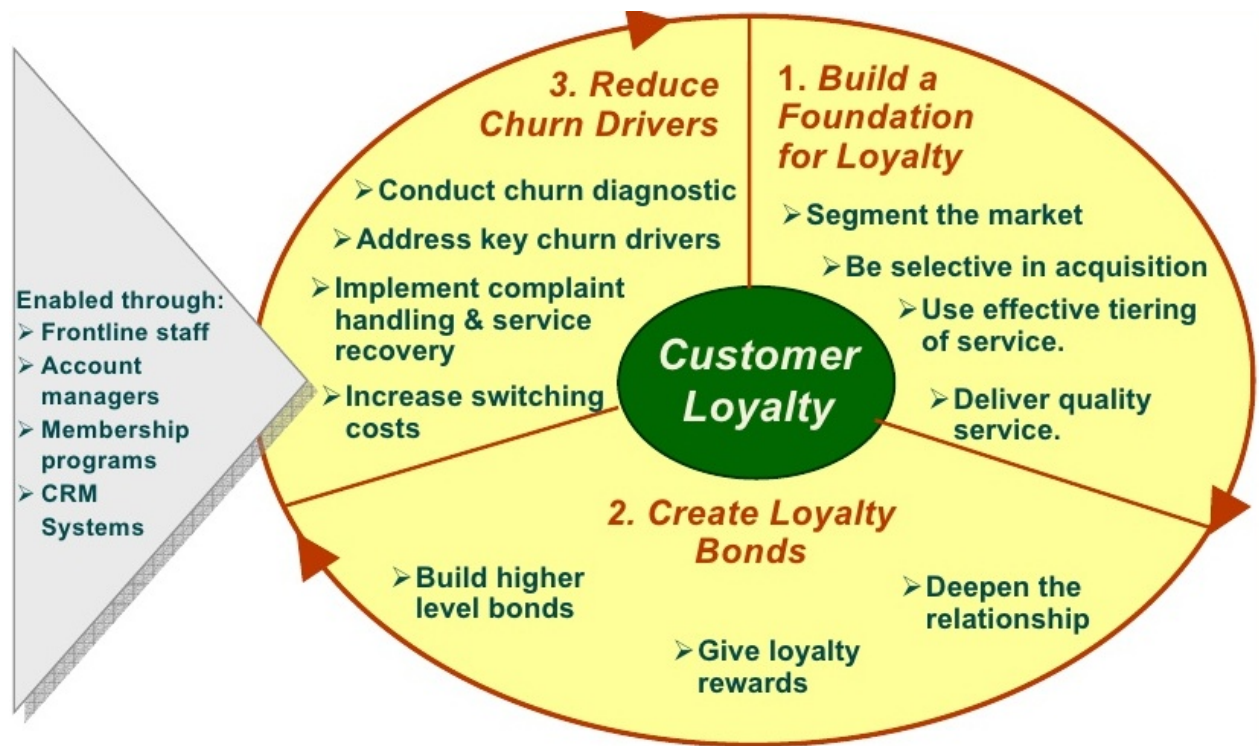 3. Reduce
Churn Drivers
➢ Conduct churn diagnostic
➢ Address key churn drivers
➢ Implement complaint
handling & service
recovery
➢ Increase switching
costs
1. Build a
Foundation
for Loyalty
➢ Segment the market
➢ Be selective in acquisition
➢ Use effective tiering
of service.
➢ Deliver quality
service.
Enabled through:
➢ Frontline staff
➢ Account
managers
➢ Membership
programs
➢ CRM
Systems
Customer
Loyalty
2. Create Loyalty
Bonds
➢ Build higher
level bonds
➢ Give loyalty
rewards
➢ Deepen the
relationship